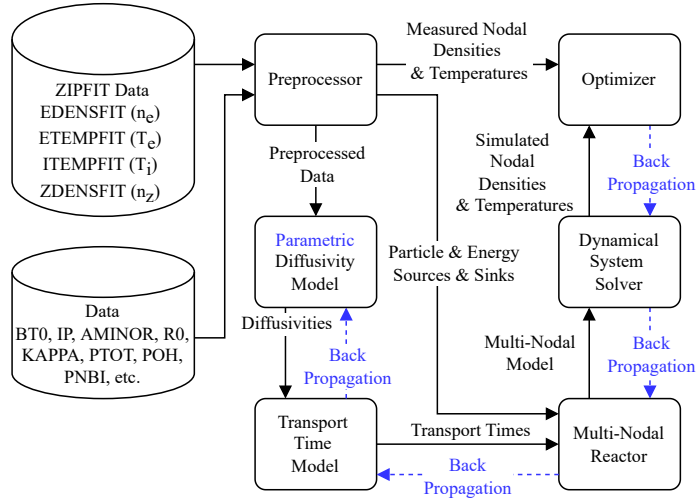 ZIPFIT Data
EDENSFIT (ne)
ETEMPFIT (Te)
ITEMPFIT (Ti)
ZDENSFIT (nz)
Data
BT0, IP, AMINOR, R0,
KAPPA, PTOT, POH,
PNBI, etc.
Preprocessor
Measured Nodal
Densities
& Temperatures
Optimizer
Preprocessed
Data
Simulated
Nodal
Densities
& Temperatures
Back
Propagation
Parametric
Diffusivity
Model
Particle & Energy
Sources & Sinks
Dynamical
System
Solver
Diffusivities
Back
Propagation
Multi-Nodal
Model
Back
Propagation
Transport
Time
Model
Transport Times
Back
Propagation
Multi-Nodal
Reactor